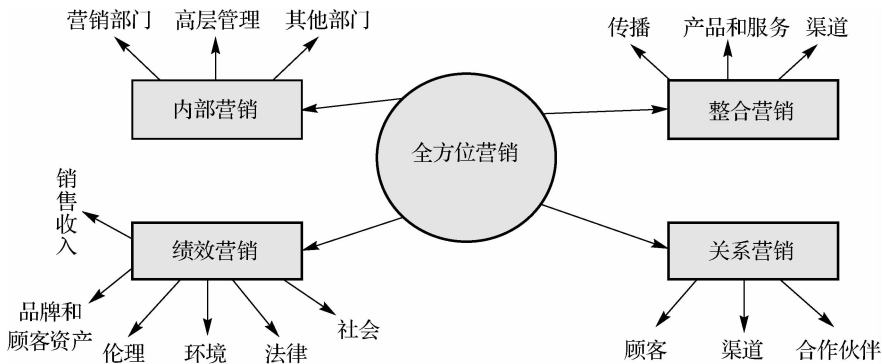 营销部门 高层管理 其他部门
传播 产品和服务 渠道
内部营销
整合营销
全方位营销
销售收入
绩效营销
关系营销
品牌和
顾客资产
伦理 环境 法律 社会
顾客 渠道 合作伙伴